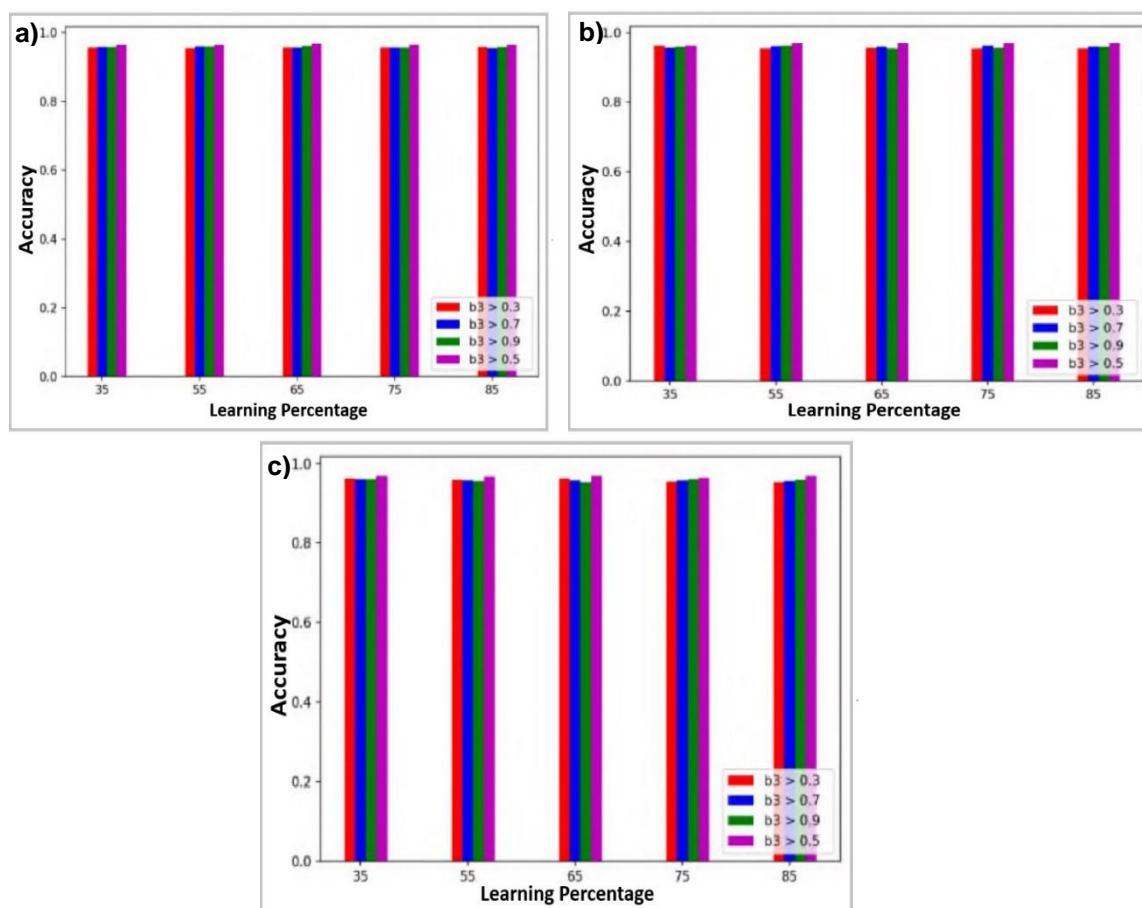 a)
1.0
0.8
0.6
0.4
0.2
0.0
Accuracy
b3 > 0.3
b3 > 0.7
b3 > 0.9
b3 > 0.5
35 55 65 75 85
Learning Percentage
b)
1.0
0.8
0.6
0.4
0.2
0.0
Accuracy
b3 > 0.3
b3 > 0.7
b3 > 0.9
b3 > 0.5
35 55 65 75 85
Learning Percentage
c)
1.0
0.8
0.6
0.4
0.2
0.0
Accuracy
b3 > 0.3
b3 > 0.7
b3 > 0.9
b3 > 0.5
35 55 65 75 85
Learning Percentage